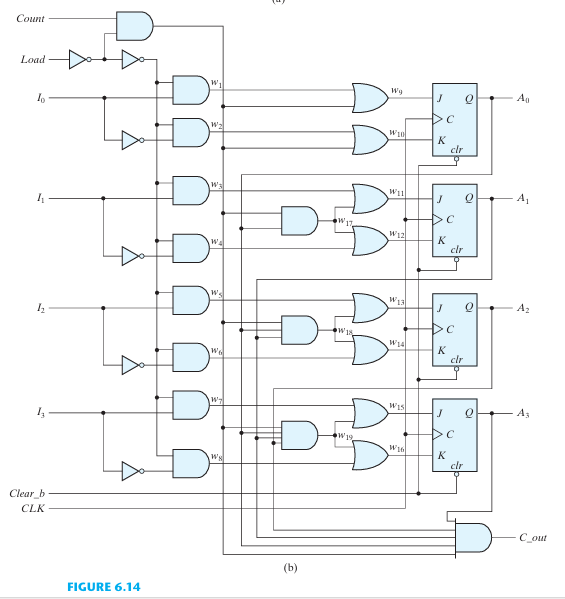 (a)
Count
Load
I0
I1
I2
I3
Clear_b
CLK
w1
w2
w3
w4
w5
w6
w7
w8
w9
w10
w11
w12
w13
w14
w15
w16
w17
w18
w19
J Q
C
K
clr
A0
J Q
C
K
clr
A1
J Q
C
K
clr
A2
J Q
C
K
clr
A3
C_out
(b)
FIGURE 6.14